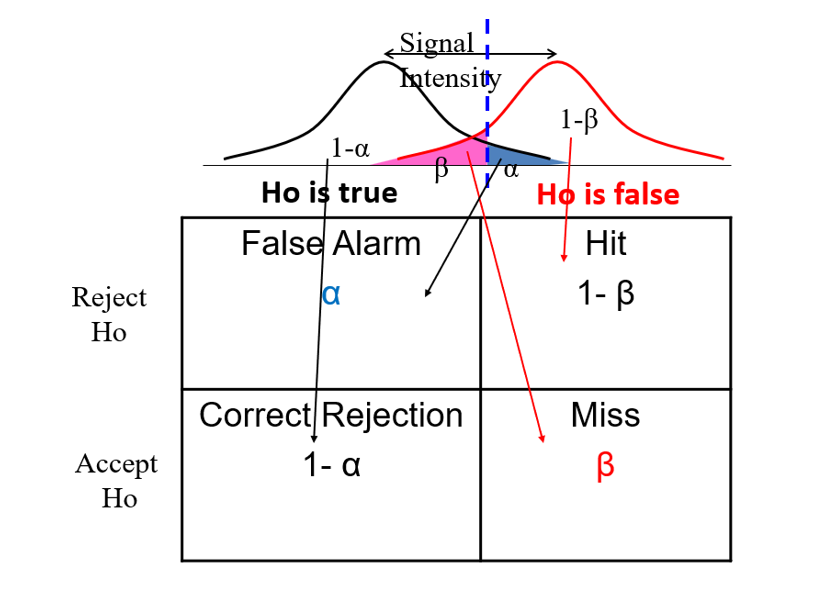 Signal
Intensity
1-β
1-α
β
α
Ho is true
Ho is false
False Alarm
Hit
α
1- β
Reject
Ho
Correct Rejection
Miss
1- α
β
Accept
Ho